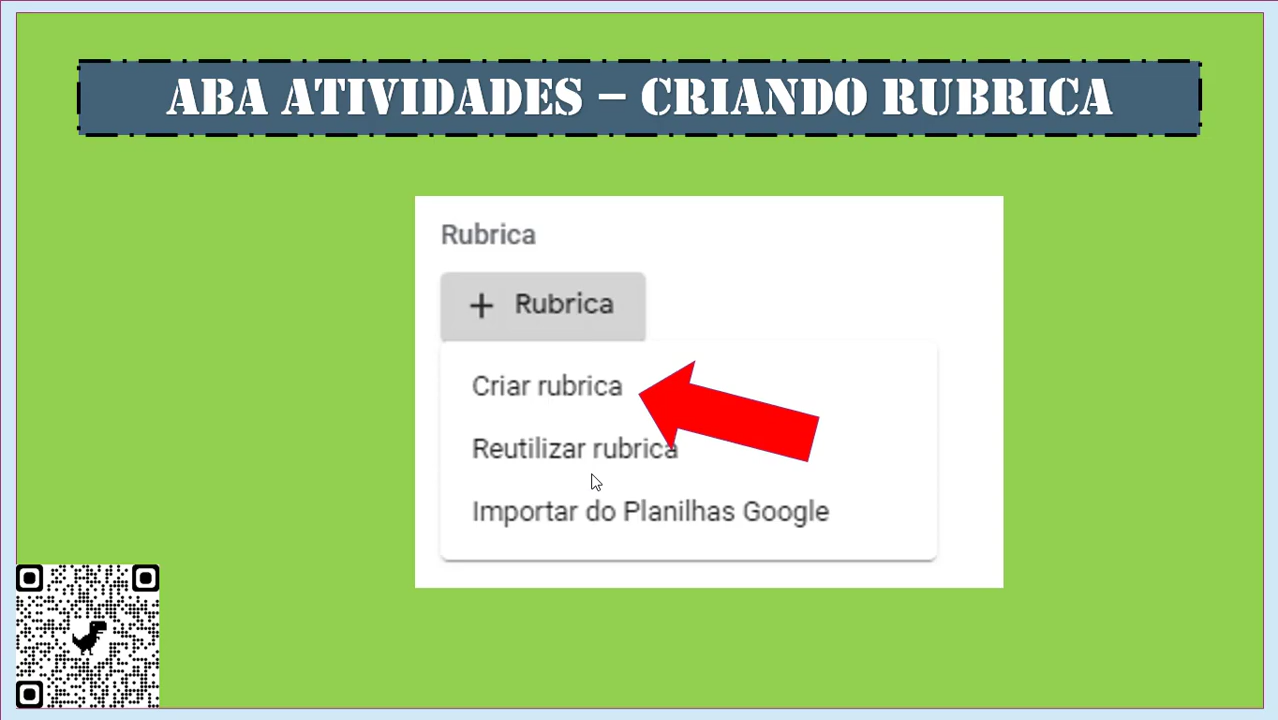 ABA ATIVIDADES – CRIANDO RUBRICA
Rubrica
+ Rubrica
Criar rubrica
Reutilizar rubrica
Importar do Planilhas Google